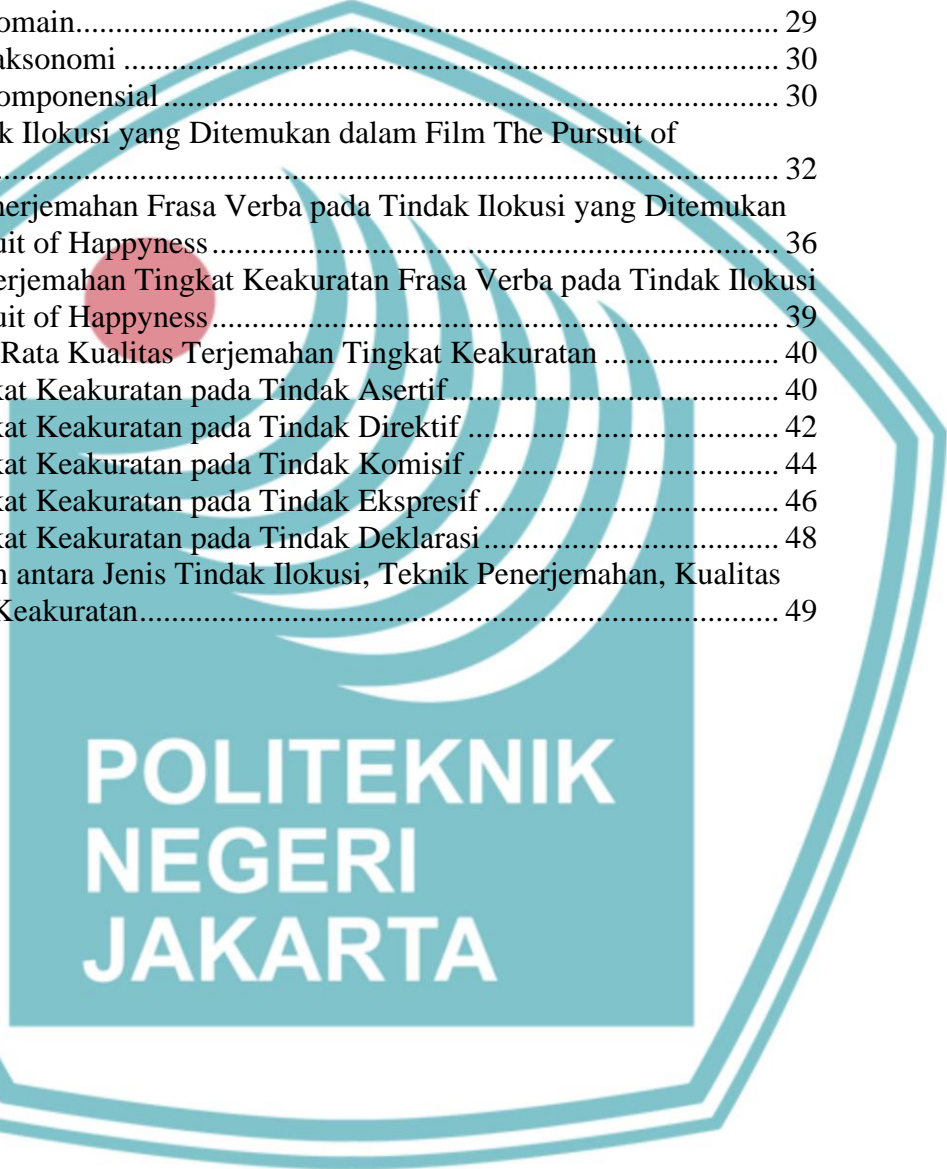 omain.......................................................................................... 29
aksonomi .................................................................................... 30
omponensial ............................................................................... 30
k Ilokusi yang Ditemukan dalam Film The Pursuit of
.................................................................................................... 32
nerjemahan Frasa Verba pada Tindak Ilokusi yang Ditemukan
uit of Happyness......................................................................... 36
erjemahan Tingkat Keakuratan Frasa Verba pada Tindak Ilokusi
uit of Happyness......................................................................... 39
Rata Kualitas Terjemahan Tingkat Keakuratan ...................... 40
kat Keakuratan pada Tindak Asertif.......................................... 40
kat Keakuratan pada Tindak Direktif ........................................ 42
kat Keakuratan pada Tindak Komisif ........................................ 44
kat Keakuratan pada Tindak Ekspresif ...................................... 46
kat Keakuratan pada Tindak Deklarasi...................................... 48
n antara Jenis Tindak Ilokusi, Teknik Penerjemahan, Kualitas
Keakuratan.................................................................................. 49
POLITEKNIK
NEGERI
JAKARTA